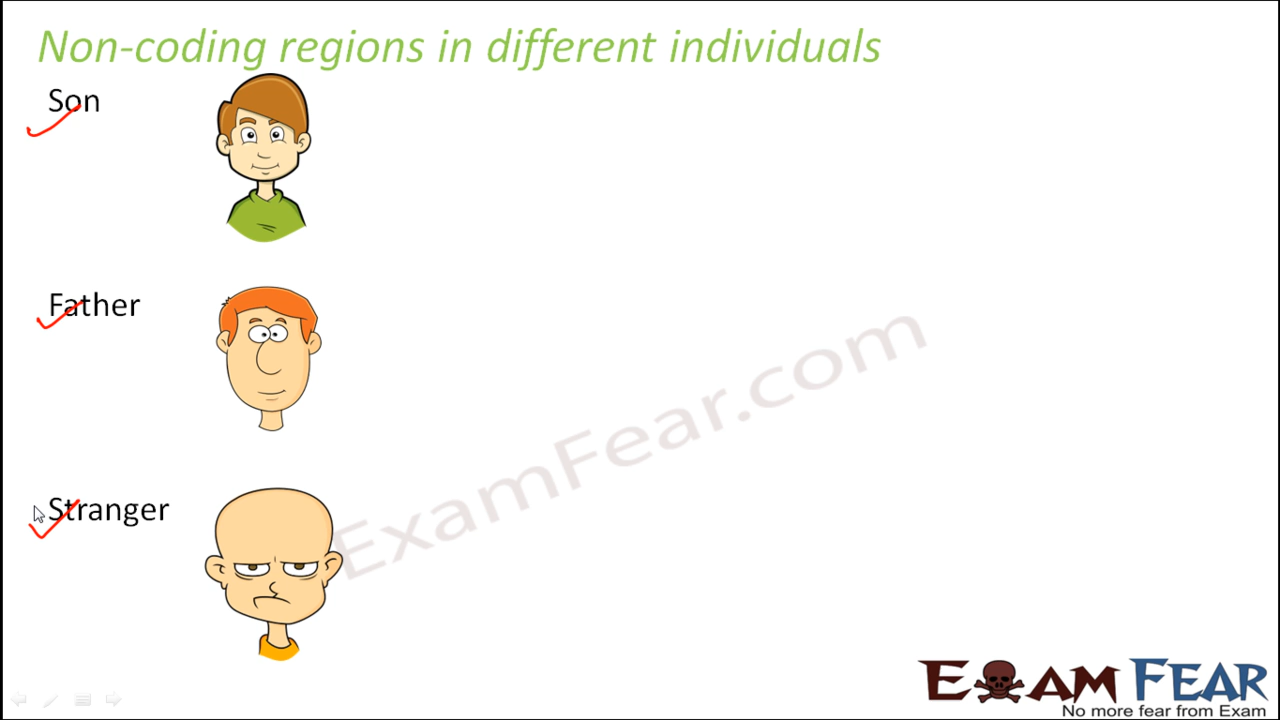 Non-coding regions in different individuals
Son
Father
Stranger
ExamFear.com
EXAM FEAR
No more fear from Exam